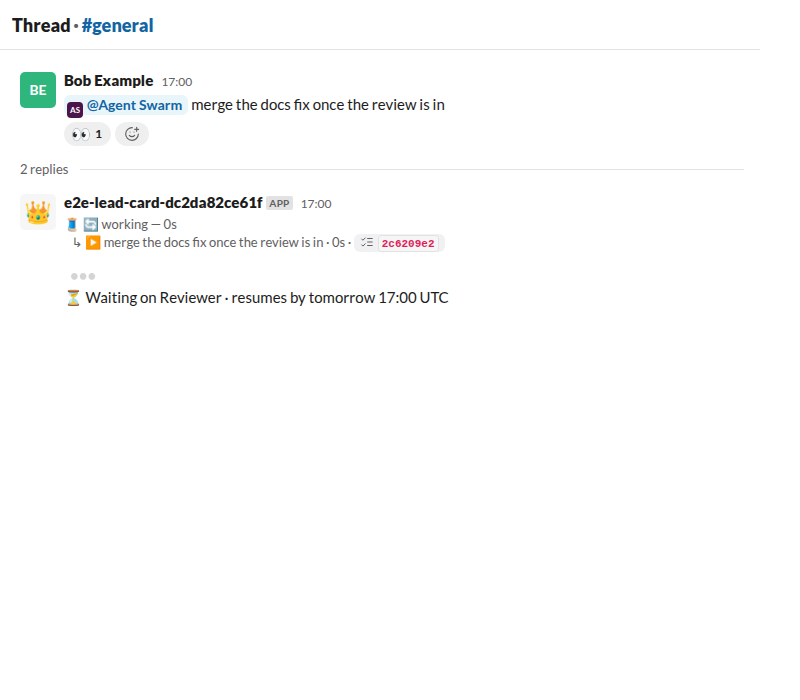 Thread · #general
BE
Bob Example 17:00
AS @Agent Swarm merge the docs fix once the review is in
1
2 replies
e2e-lead-card-dc2da82ce61f APP 17:00
working — 0s
↳ merge the docs fix once the review is in · 0s · 2c6209e2
Waiting on Reviewer · resumes by tomorrow 17:00 UTC